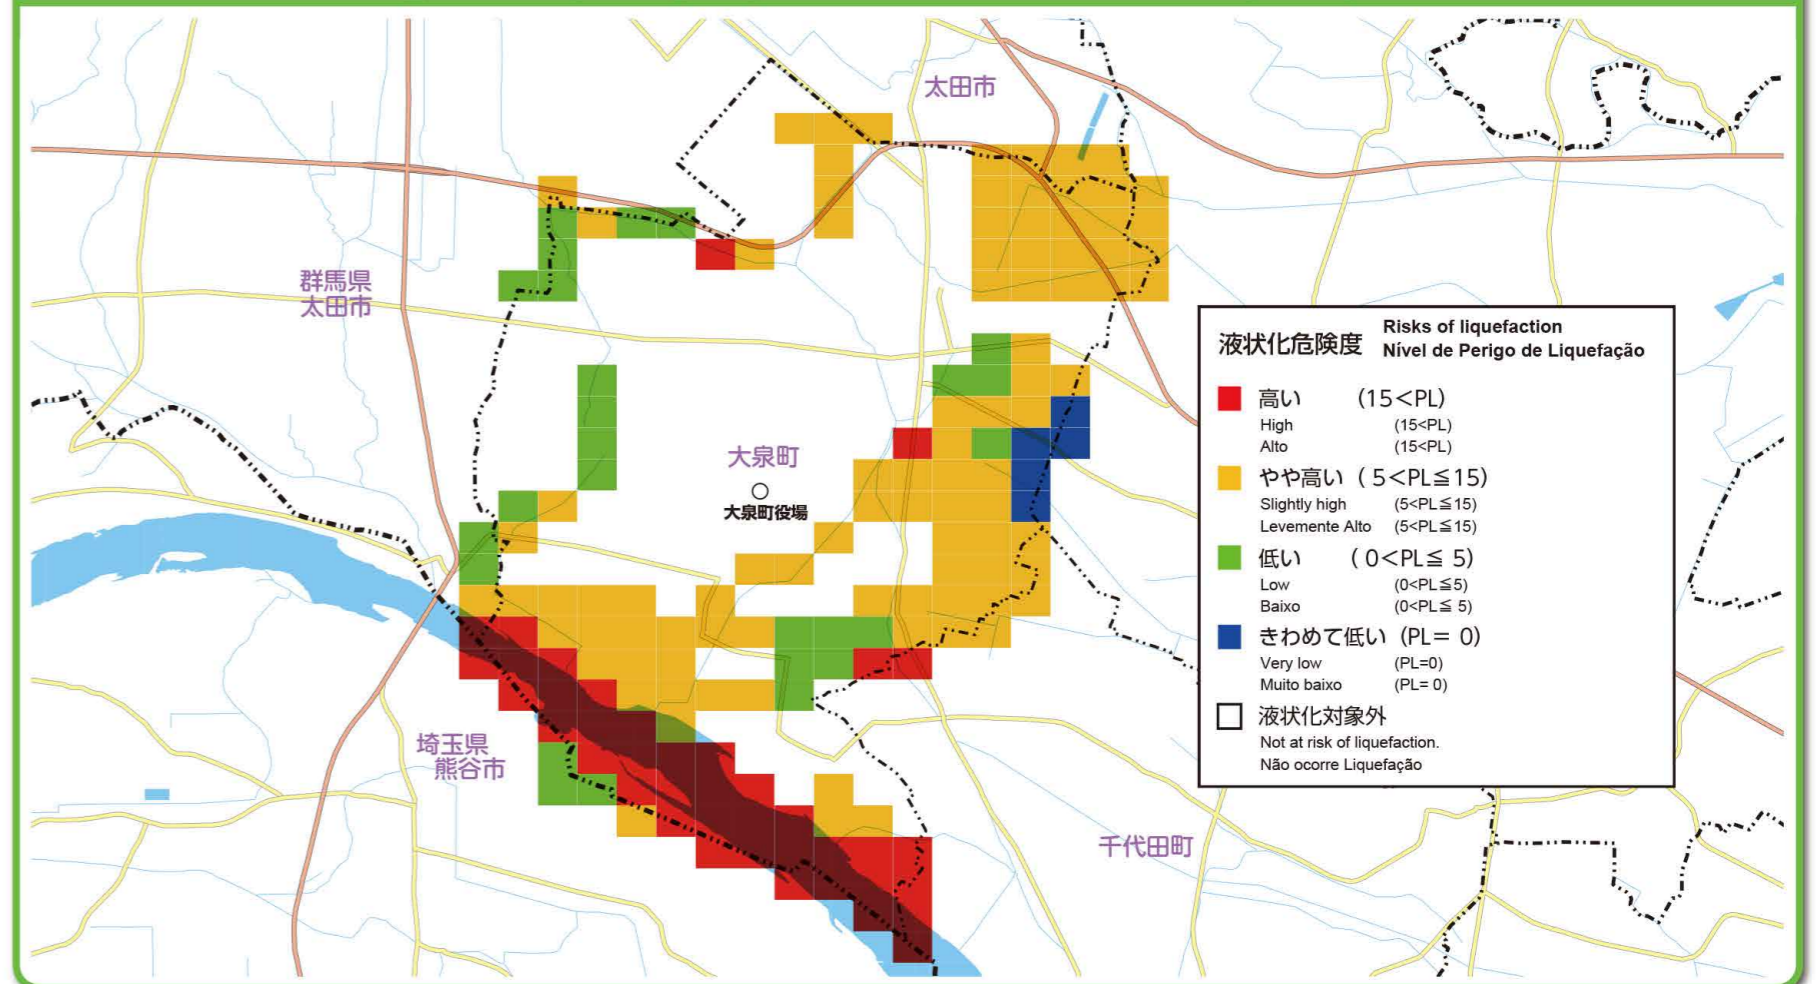 太田市
群馬県
太田市
大泉町
大泉町役場
埼玉県
熊谷市
千代田町
液状化危険度 Risks of liquefaction
Nível de Perigo de Liquefação
高い (15<PL)
High (15<PL)
Alto (15<PL)
やや高い ( 5<PL≦15)
Slightly high (5<PL≦15)
Levemente Alto (5<PL≦15)
低い ( 0<PL≦ 5)
Low (0<PL≦5)
Baixo (0<PL≦ 5)
きわめて低い (PL= 0)
Very low (PL=0)
Muito baixo (PL= 0)
液状化対象外
Not at risk of liquefaction.
Não ocorre Liquefação